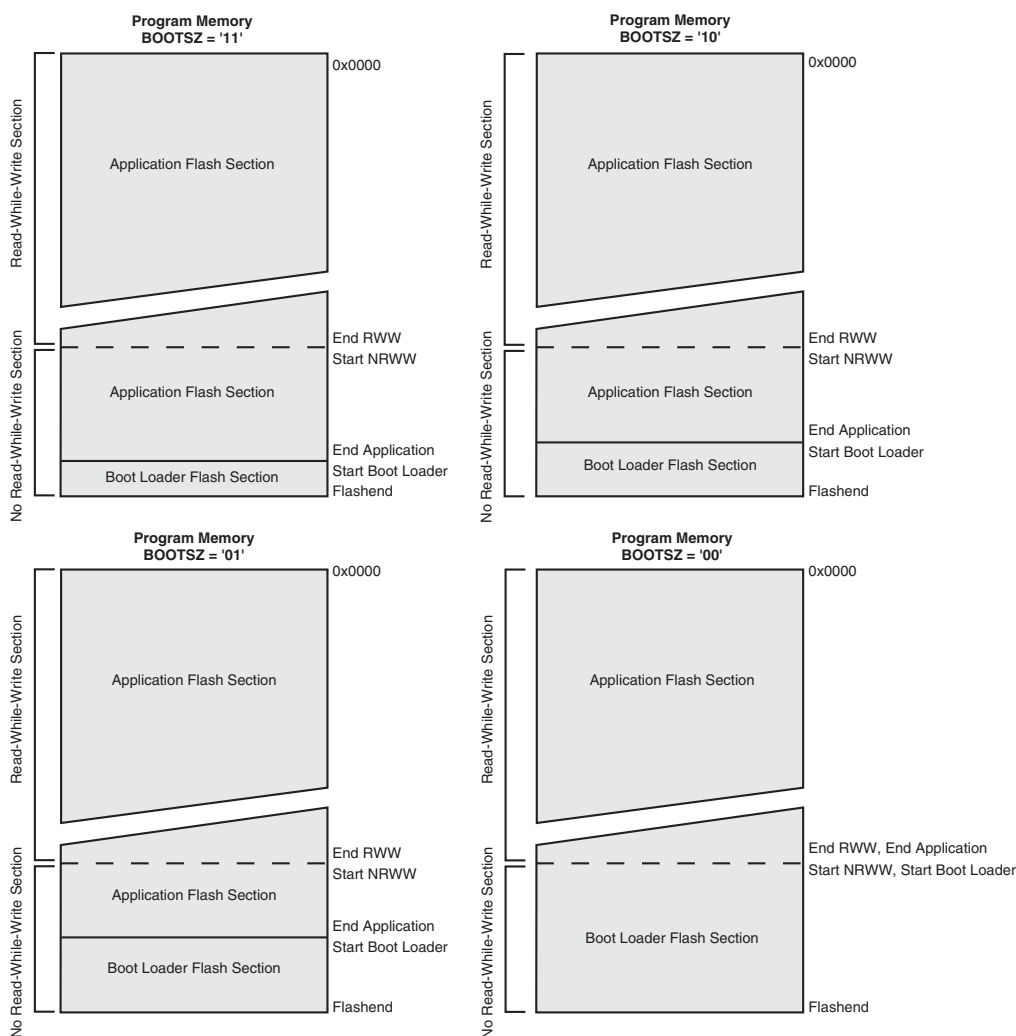 Program Memory
BOOTSZ = '11'
0x0000
Read-While-Write Section
Application Flash Section
End RWW
Start NRWW
No Read-While-Write Section
Application Flash Section
End Application
Start Boot Loader
Boot Loader Flash Section
Flashend
Program Memory
BOOTSZ = '10'
0x0000
Read-While-Write Section
Application Flash Section
End RWW
Start NRWW
No Read-While-Write Section
Application Flash Section
End Application
Start Boot Loader
Boot Loader Flash Section
Flashend
Program Memory
BOOTSZ = '01'
0x0000
Read-While-Write Section
Application Flash Section
End RWW
Start NRWW
No Read-While-Write Section
Application Flash Section
End Application
Start Boot Loader
Boot Loader Flash Section
Flashend
Program Memory
BOOTSZ = '00'
0x0000
Read-While-Write Section
Application Flash Section
End RWW, End Application
Start NRWW, Start Boot Loader
No Read-While-Write Section
Boot Loader Flash Section
Flashend